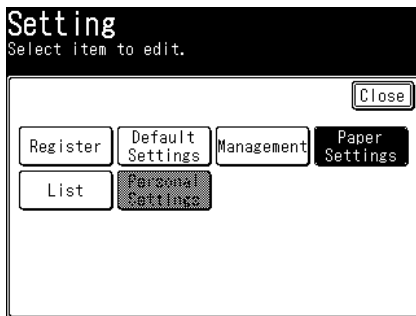 Setting
Select item to edit.
Close
Register
Default
Settings
Management
Paper
Settings
List
Personal
Settings